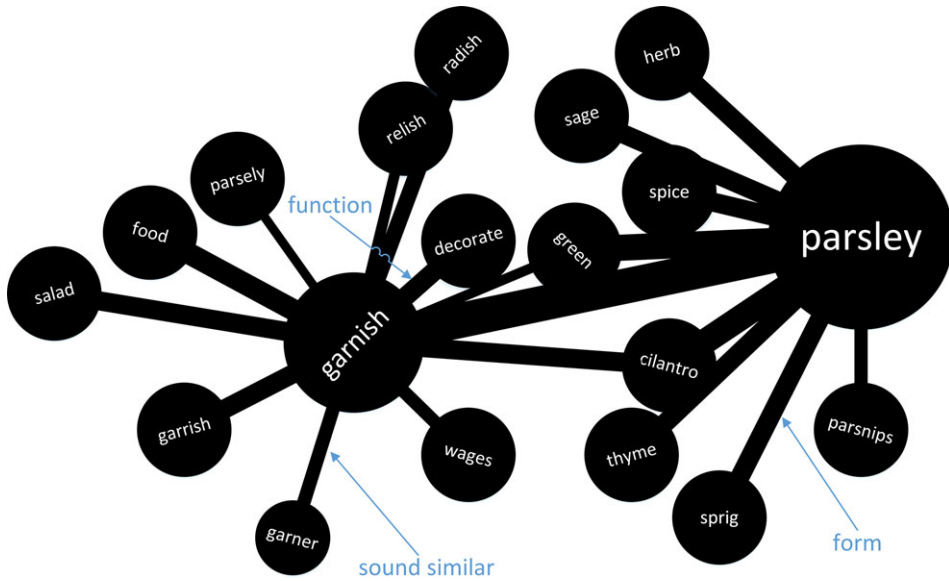 radish
herb
relish
sage
parsely
spice
function
food
decorate
green
parsley
salad
garnish
cilantro
garrish
wages
thyme
parsnips
sprig
garner
form
sound similar